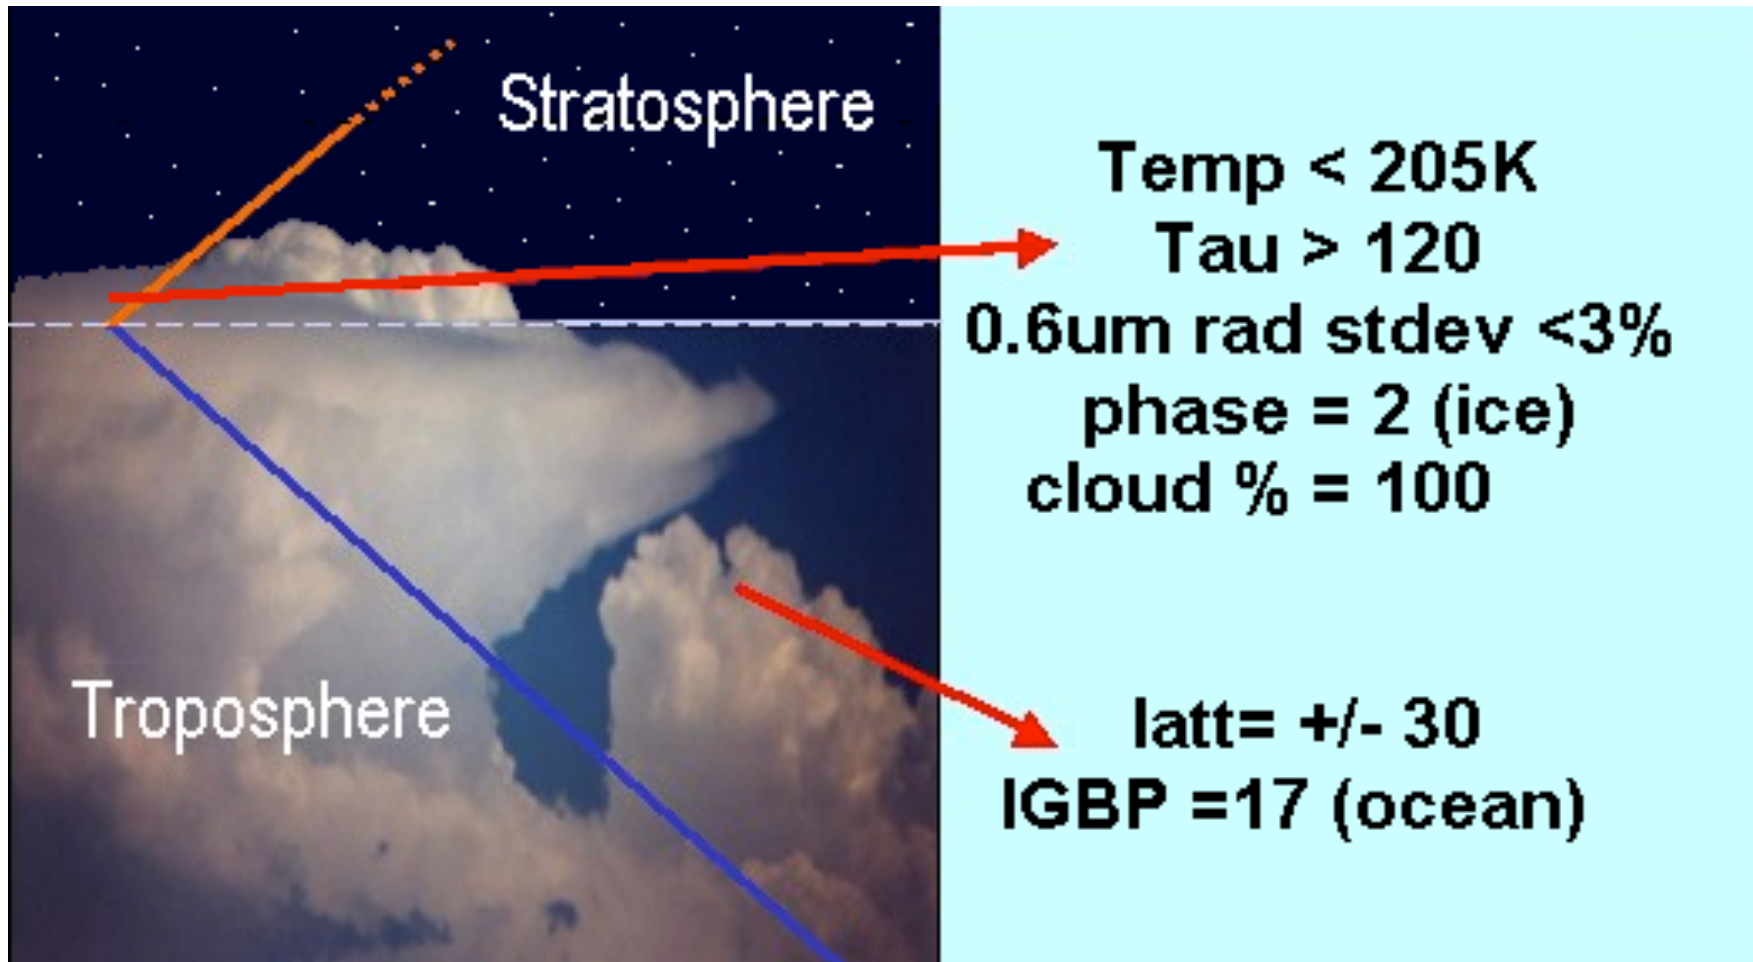 Stratosphere
Troposphere
Temp < 205K
Tau > 120
0.6um rad stdev <3%
phase = 2 (ice)
cloud % = 100
latt= +/- 30
IGBP =17 (ocean)